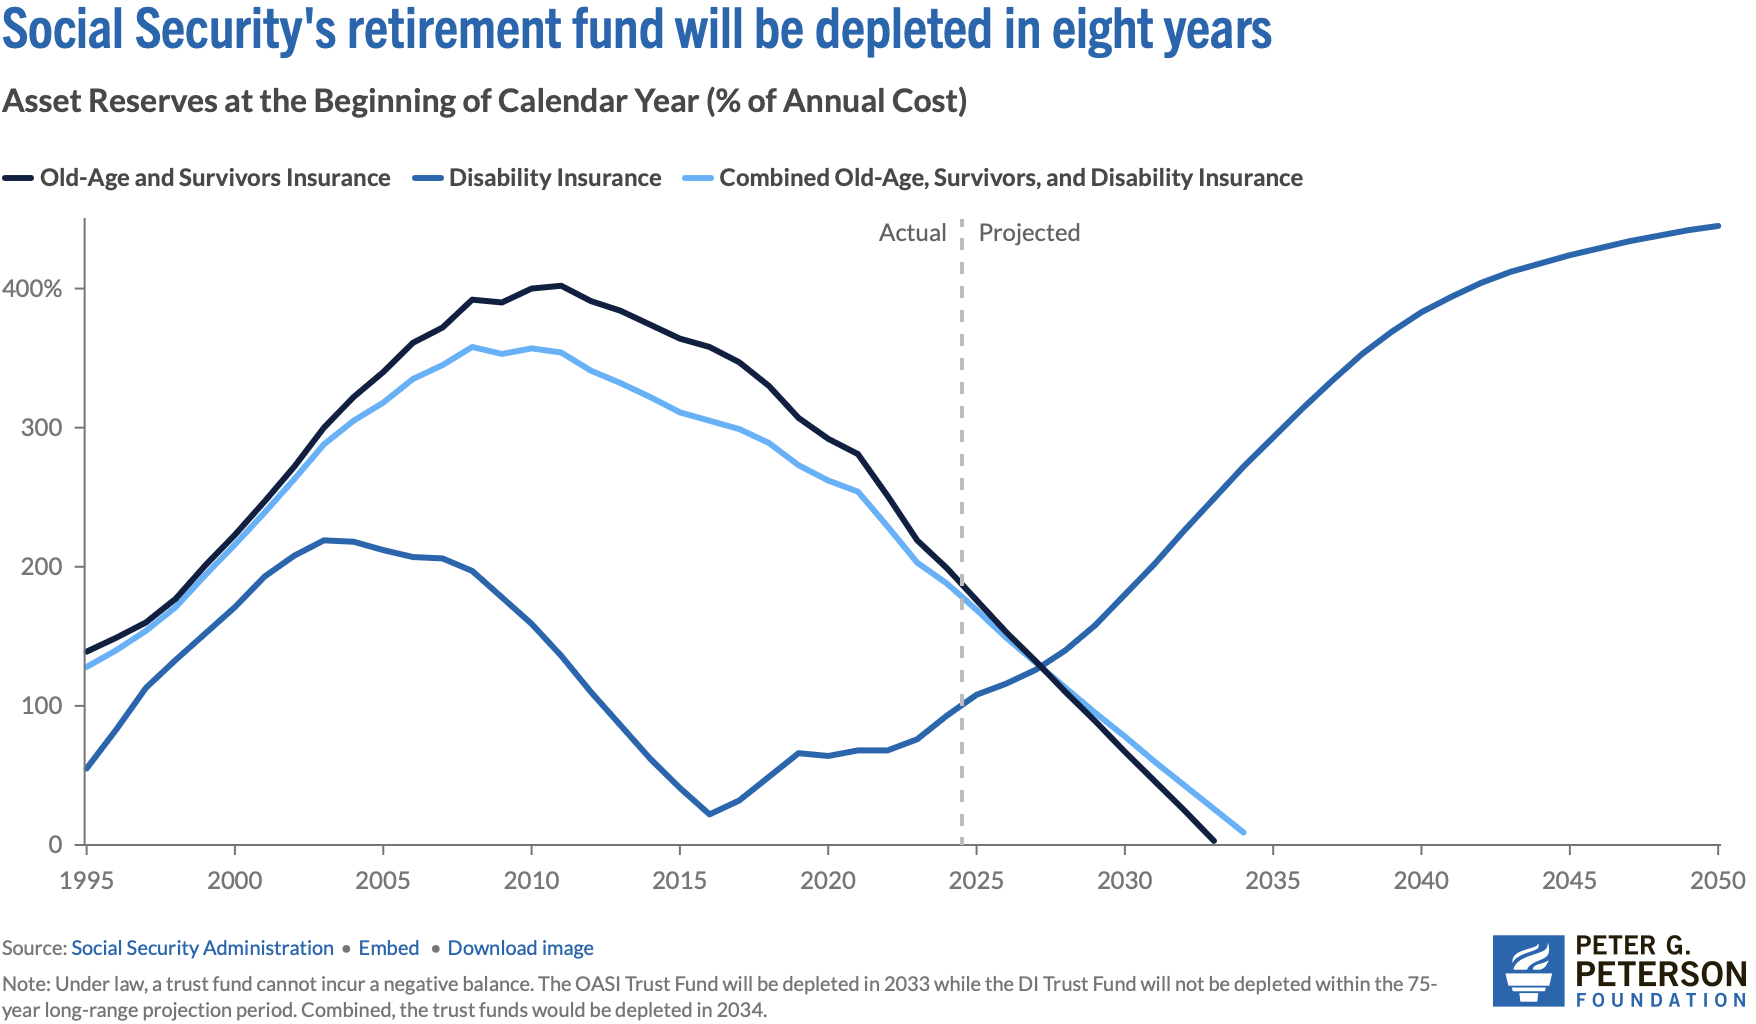 Social Security's retirement fund will be depleted in eight years
Asset Reserves at the Beginning of Calendar Year (% of Annual Cost)
Old-Age and Survivors Insurance Disability Insurance Combined Old-Age, Survivors, and Disability Insurance
Actual Projected
400%
300
200
100
0
1995 2000 2005 2010 2015 2020 2025 2030 2035 2040 2045 2050
Source: Social Security Administration • Embed • Download image
Note: Under law, a trust fund cannot incur a negative balance. The OASI Trust Fund will be depleted in 2033 while the DI Trust Fund will not be depleted within the 75-
year long-range projection period. Combined, the trust funds would be depleted in 2034.
PETER G.
PETERSON
FOUNDATION